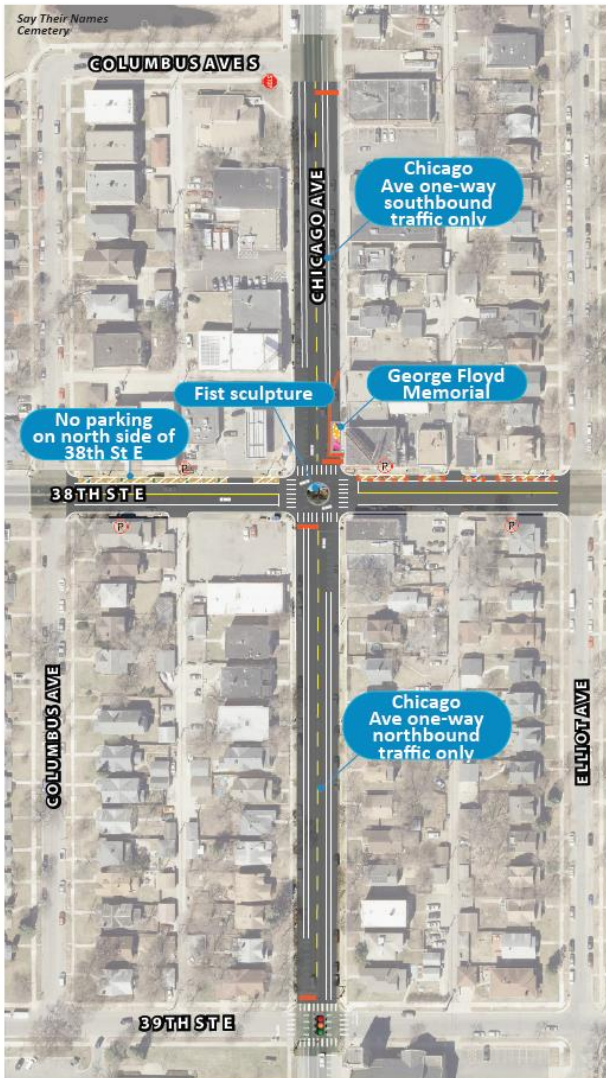 Say Their Names
Cemetery
COLUMBUS AVE S
STOP
CHICAGO AVE
Chicago
Ave one-way
southbound
traffic only
Fist sculpture
George Floyd
Memorial
No parking
on north side of
38th St E
P
P
38TH ST E
P
P
COLUMBUS AVE
Chicago
Ave one-way
northbound
traffic only
ELLIOT AVE
39TH ST E